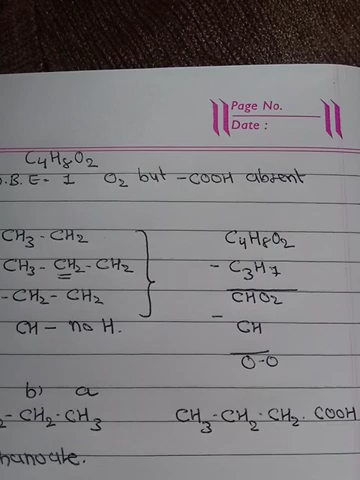 Page No.
Date :
C4H8O2
D.B.E- 1 O2 but -COOH absent
CH3-CH2
CH3-CH2-CH2
-CH2-CH2
CH- no H.
C4H8O2
- C3H7
CHO2
- CH
O-O
b) a
-CH2-CH3 CH3-CH2-CH2.COOH